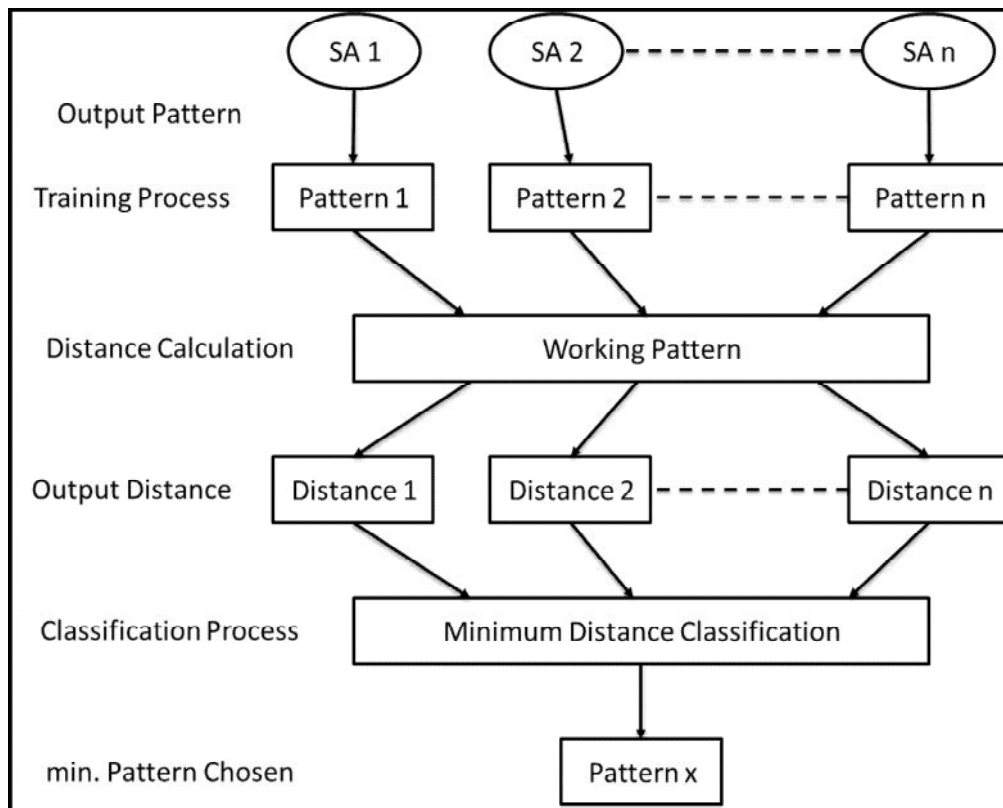 SA 1
SA 2
SA n
Output Pattern
Training Process
Pattern 1
Pattern 2
Pattern n
Distance Calculation
Working Pattern
Output Distance
Distance 1
Distance 2
Distance n
Classification Process
Minimum Distance Classification
min. Pattern Chosen
Pattern x